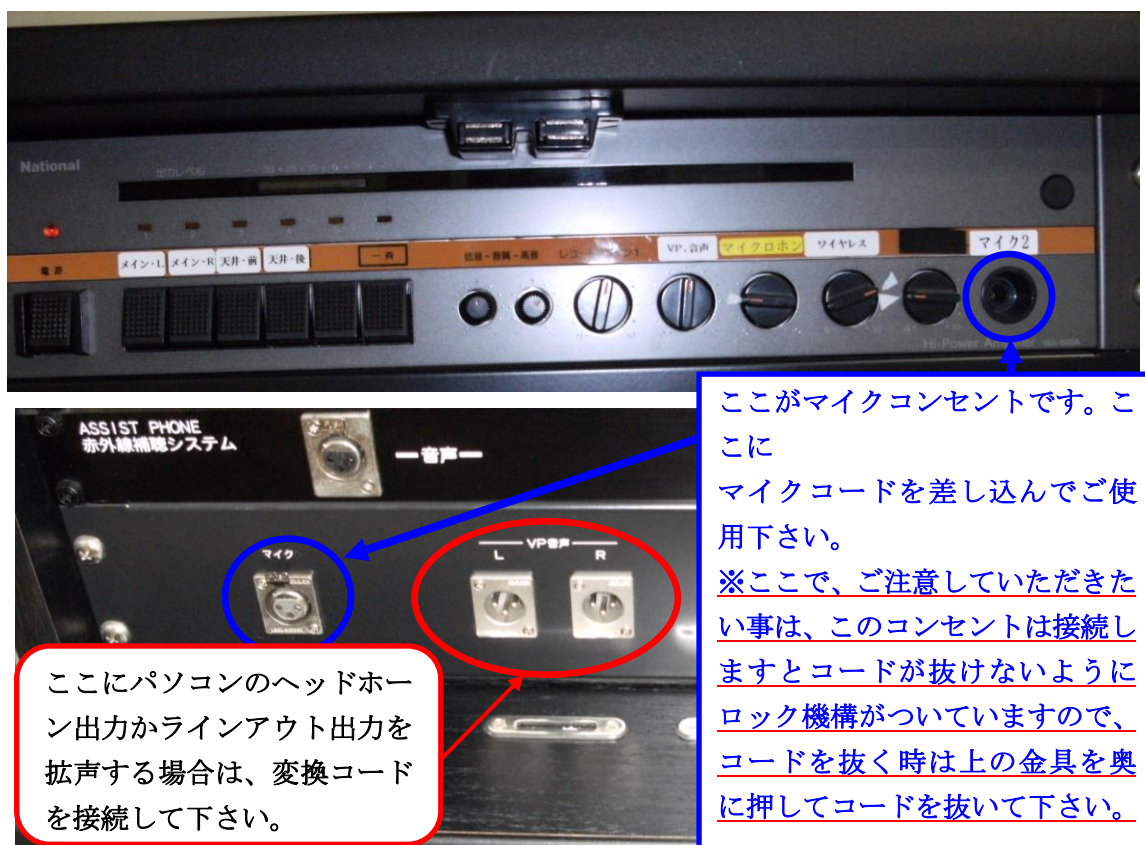 National
出力レベル
電源
メイン・L メイン・R 天井・前 天井・後 一斉 低音-音質-高音 VP.音声 マイクロホン ワイヤレス マイク2
ASSIST PHONE
赤外線補聴システム
音声
マイク
VP音声
L R
ここがマイクコンセントです。こ
こに
マイクコードを差し込んでご使
用下さい。
※ここで、ご注意していただきた
い事は、このコンセントは接続し
ますとコードが抜けないように
ロック機構がついていますので、
コードを抜く時は上の金具を奥
に押してコードを抜いて下さい。
ここにパソコンのヘッドホー
ン出力かラインアウト出力を
拡声する場合は、変換コード
を接続して下さい。